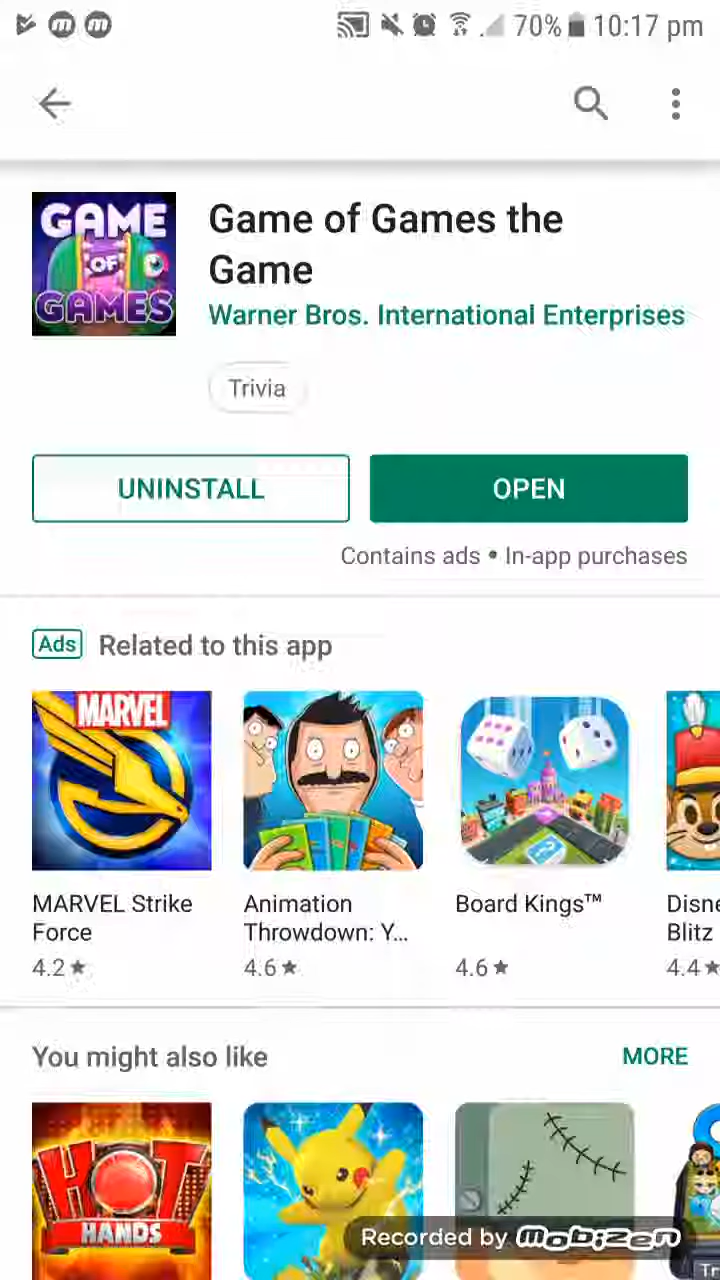 70% 10:17 pm
GAME
OF
GAMES
Game of Games the
Game
Warner Bros. International Enterprises
Trivia
UNINSTALL
OPEN
Contains ads • In-app purchases
Ads Related to this app
MARVEL
MARVEL Strike
Force
4.2★
Animation
Throwdown: Y...
4.6★
Board Kings™
4.6★
Disne
Blitz
4.4★
You might also like
MORE
HOT
HANDS
Recorded by mobizen
Tr